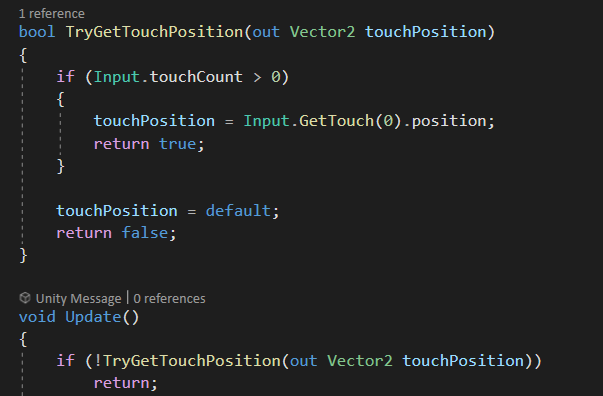 1 reference
bool TryGetTouchPosition(out Vector2 touchPosition)
{
    if (Input.touchCount > 0)
    {
        touchPosition = Input.GetTouch(0).position;
        return true;
    }
    touchPosition = default;
    return false;
}
Unity Message | 0 references
void Update()
{
    if (!TryGetTouchPosition(out Vector2 touchPosition))
        return;